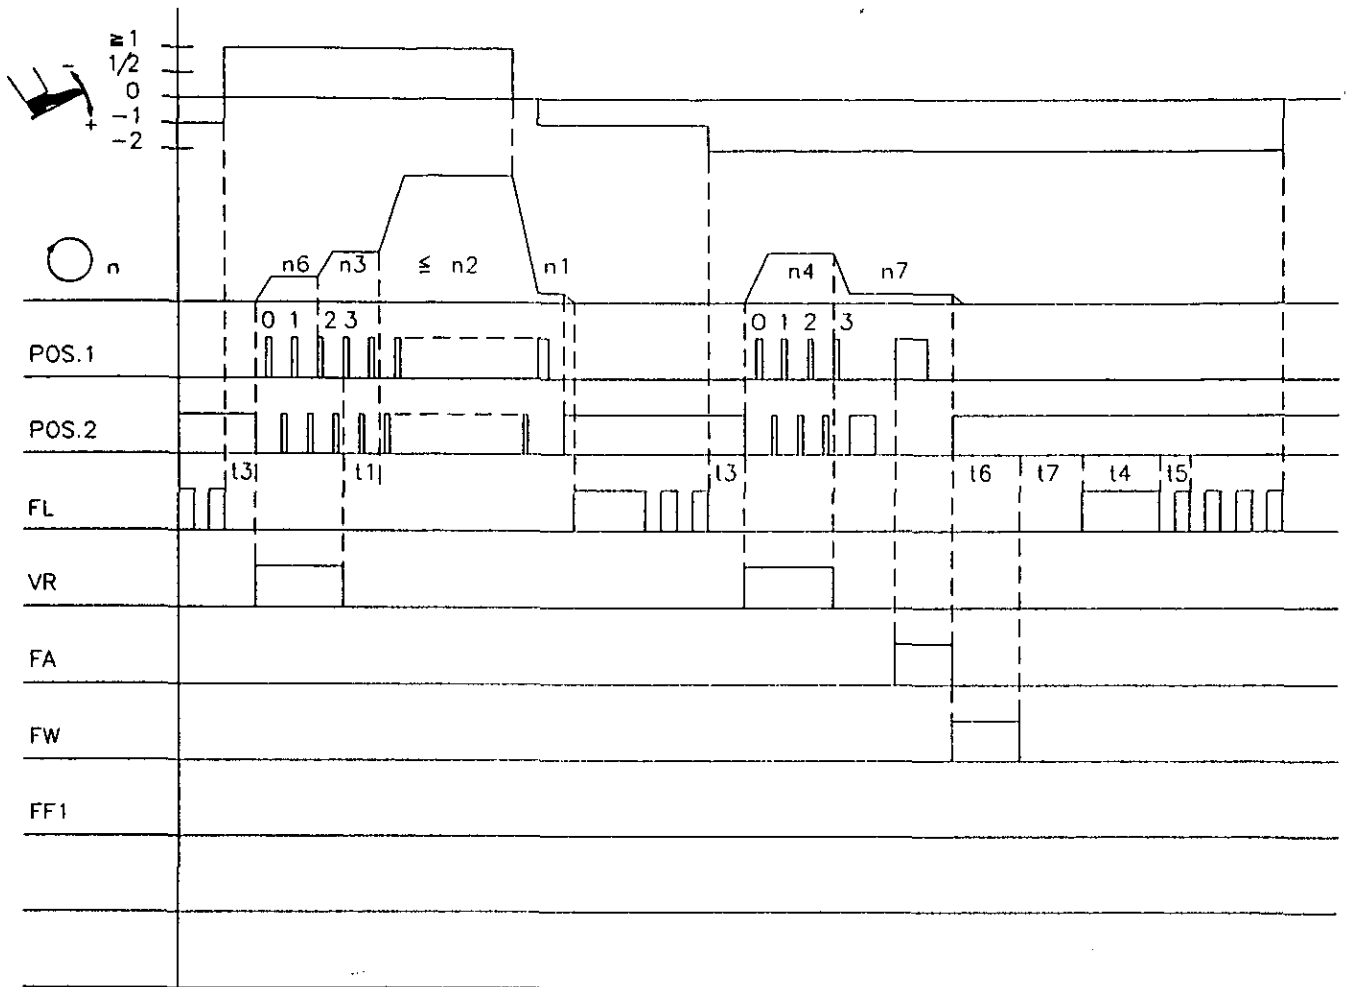 ≧1
1/2
0
-1
-2
-
+
n
n6 n3 ≦ n2 n1 n4 n7
0 1 2 3 0 1 2 3
POS.1
POS.2
t3 t1 t3 t6 t7 t4 t5
FL
VR
FA
FW
FF1